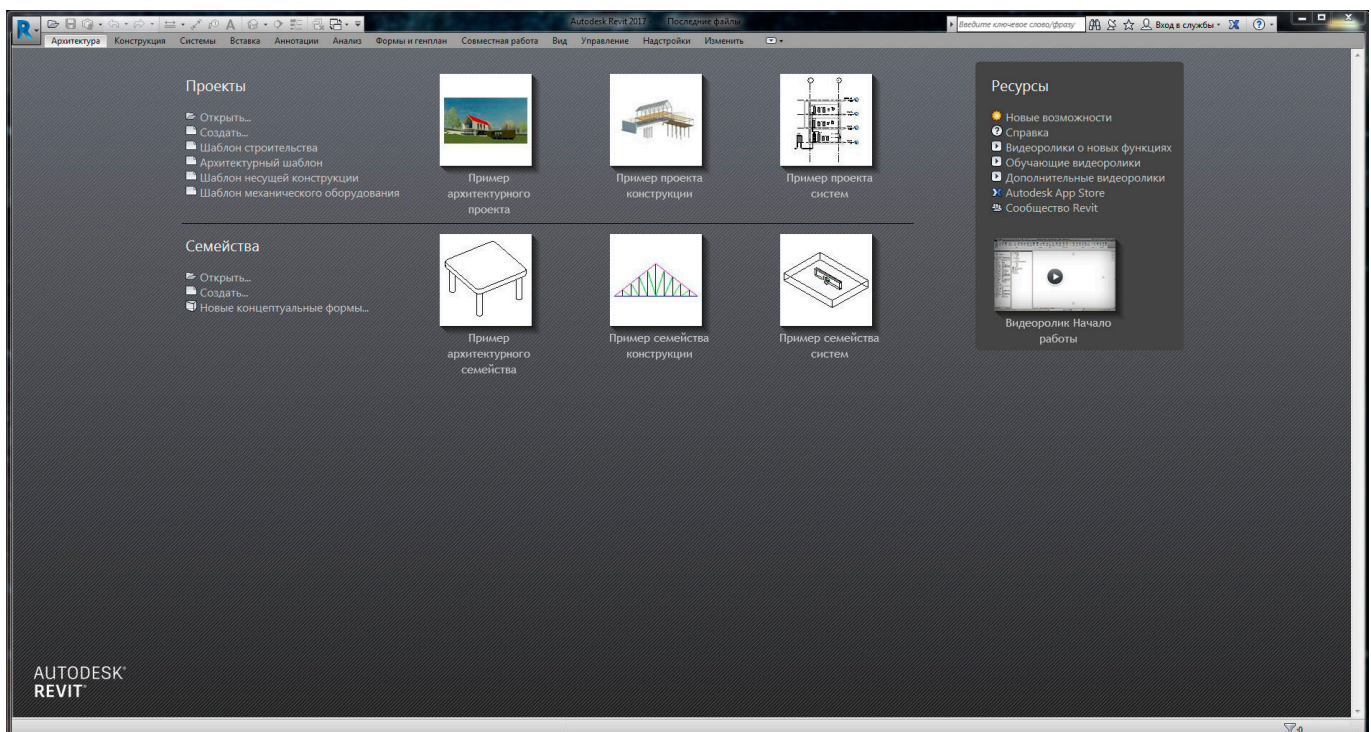 Autodesk Revit 2017 - Последние файлы
Введите ключевое слово/фразу
Вход в службы
Архитектура Конструкция Системы Вставка Аннотации Анализ Формы и генплан Совместная работа Вид Управление Надстройки Изменить
Проекты
Открыть...
Создать...
Шаблон строительства
Архитектурный шаблон
Шаблон несущей конструкции
Шаблон механического оборудования
Пример
архитектурного
проекта
Пример проекта
конструкции
Пример проекта
систем
Семейства
Открыть...
Создать...
Новые концептуальные формы...
Пример
архитектурного
семейства
Пример семейства
конструкции
Пример семейства
систем
Ресурсы
Новые возможности
Справка
Видеоролики о новых функциях
Обучающие видеоролики
Дополнительные видеоролики
Autodesk App Store
Сообщество Revit
Видеоролик Начало
работы
AUTODESK®
REVIT®
:0